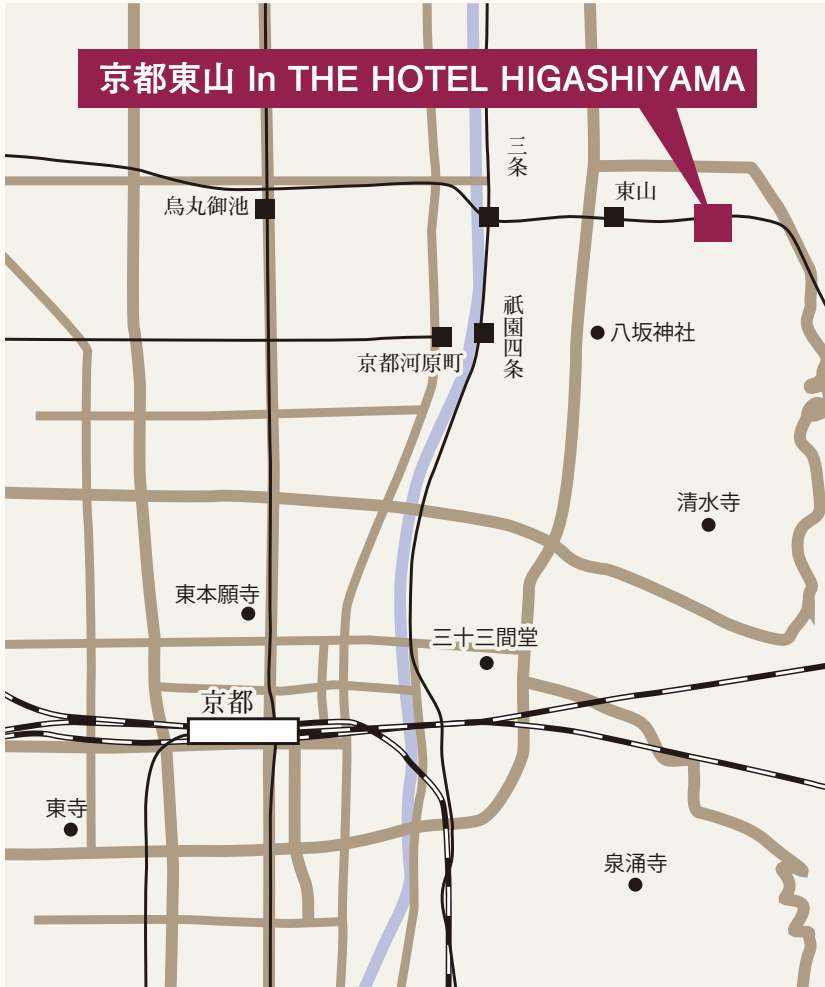 京都東山 In THE HOTEL HIGASHIYAMA
三条
東山
烏丸御池
祇園四条
八坂神社
京都河原町
清水寺
東本願寺
三十三間堂
京都
東寺
泉涌寺